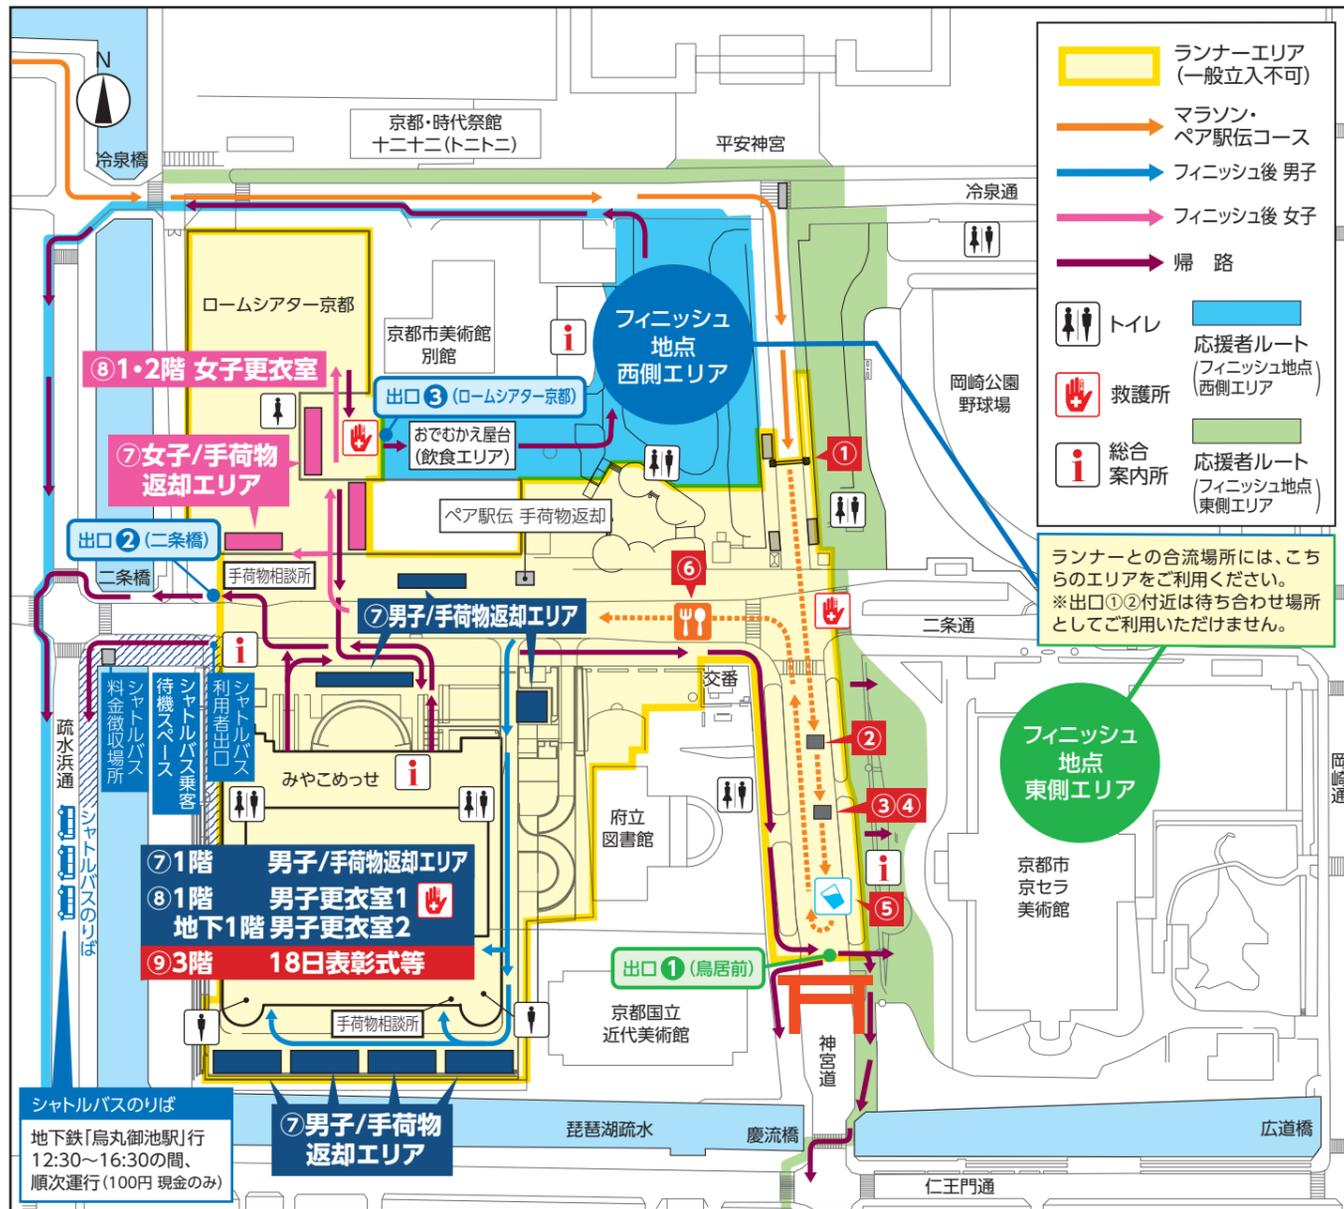 N
冷泉橋
京都・時代祭館
十二十二(トニトニ)
平安神宮
冷泉通
ランナーエリア
(一般立入不可)
マラソン・
ペア駅伝コース
フィニッシュ後 男子
フィニッシュ後 女子
帰 路
トイレ
救護所
i
総合
案内所
応援者ルート
(フィニッシュ地点
西側エリア)
応援者ルート
(フィニッシュ地点
東側エリア)
ロームシアター京都
京都市美術館
別館
i
フィニッシュ
地点
西側エリア
岡崎公園
野球場
⑧1・2階 女子更衣室
出口❸(ロームシアター京都)
おでむかえ屋台
(飲食エリア)
①
⑦女子/手荷物
返却エリア
ペア駅伝 手荷物返却
出口❷(二条橋)
二条橋
手荷物相談所
⑥
⑦男子/手荷物返却エリア
二条通
ランナーとの合流場所には、こち
らのエリアをご利用ください。
※出口①②付近は待ち合わせ場所
としてご利用いただけません。
i
交番
シャトルバス
料金徴収場所
シャトルバス乗客
待機スペース
シャトルバス
利用者出口
疏水浜通
みやこめっせ
i
②
フィニッシュ
地点
東側エリア
岡崎通
シャトルバスのりば
府立
図書館
③④
i
京都市
京セラ
美術館
⑦1階 男子/手荷物返却エリア
⑧1階 男子更衣室1
地下1階 男子更衣室2
⑨3階 18日表彰式等
⑤
出口❶(鳥居前)
手荷物相談所
京都国立
近代美術館
神宮道
シャトルバスのりば
地下鉄「烏丸御池駅」行
12:30〜16:30の間、
順次運行(100円 現金のみ)
⑦男子/手荷物
返却エリア
琵琶湖疏水
慶流橋
広道橋
仁王門通